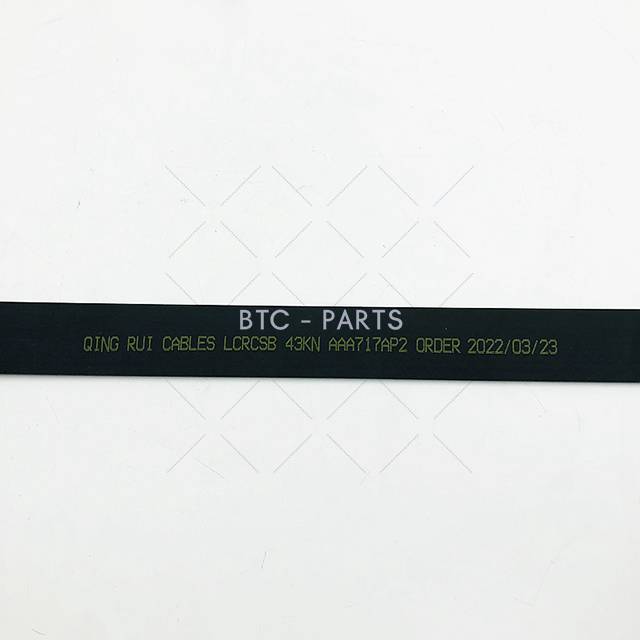 BTC - PARTS
QING RUI CABLES LCRCSB 43KN AAA717AP2 ORDER 2022/03/23